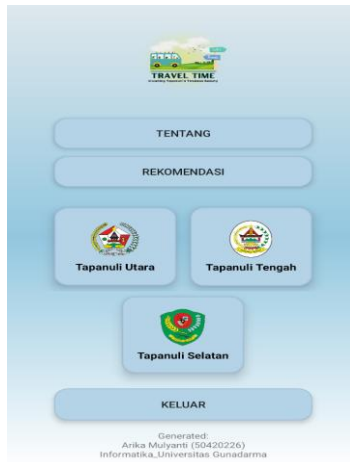 TRAVEL TIME
TENTANG
REKOMENDASI
Tapanuli Utara
Tapanuli Tengah
Tapanuli Selatan
KELUAR
Generated:
Arika Mulyanti (50420226)
Informatika_Universitas Gunadarma